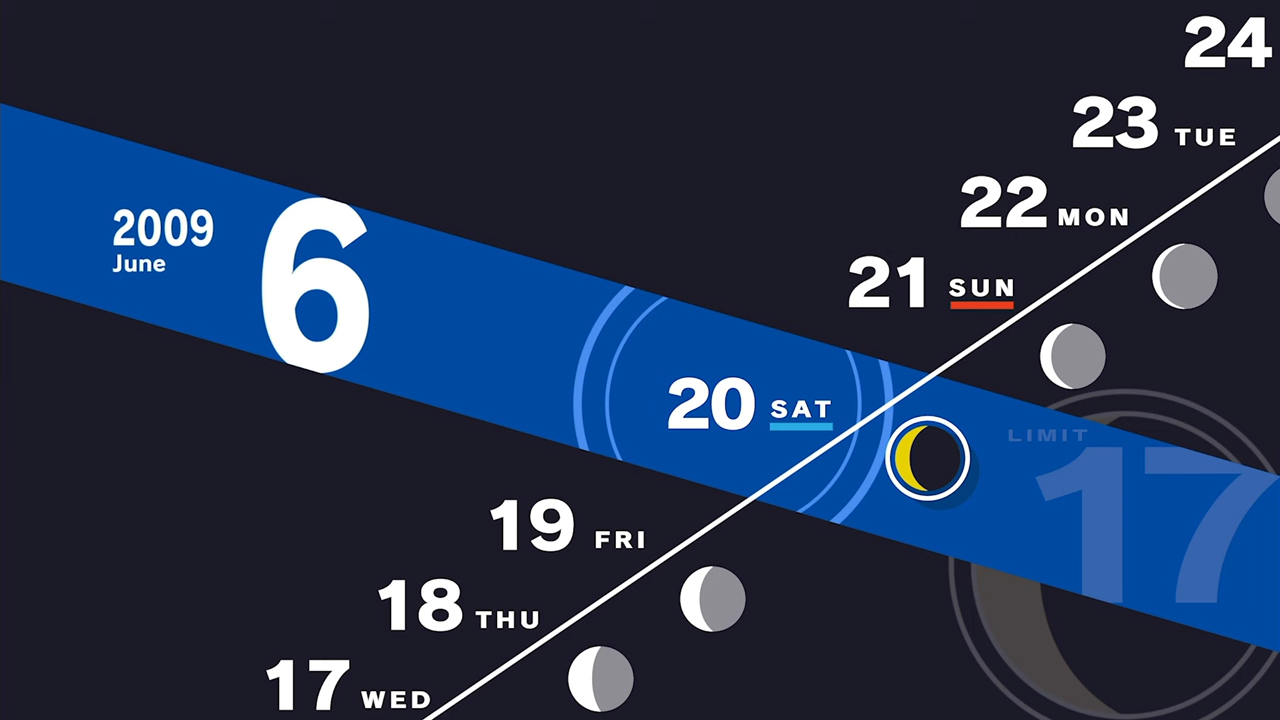 24
23 TUE
22 MON
21 SUN
2009
June
6
20 SAT
LIMIT
17
19 FRI
18 THU
17 WED